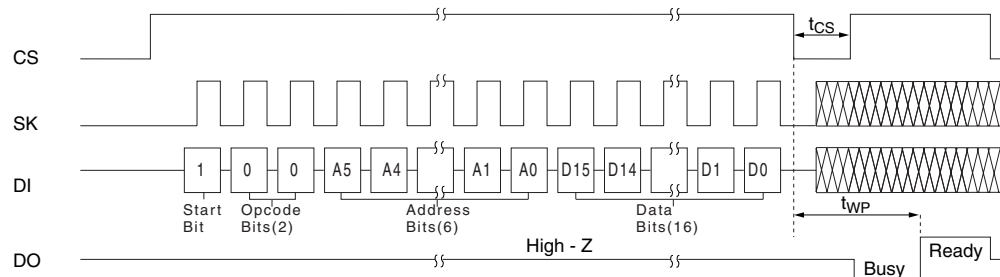 CS
tCS
SK
DI
1 0 0 A5 A4 A1 A0 D15 D14 D1 D0
Start
Bit
Opcode
Bits(2)
Address
Bits(6)
Data
Bits(16)
tWP
DO
High - Z
Busy
Ready